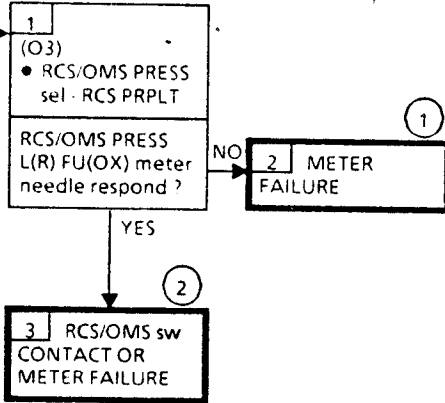 1
(O3)
● RCS/OMS PRESS
sel - RCS PRPLT
RCS/OMS PRESS
L(R) FU(OX) meter
needle respond ?
NO
1
2 METER
FAILURE
YES
2
3 RCS/OMS sw
CONTACT OR
METER FAILURE